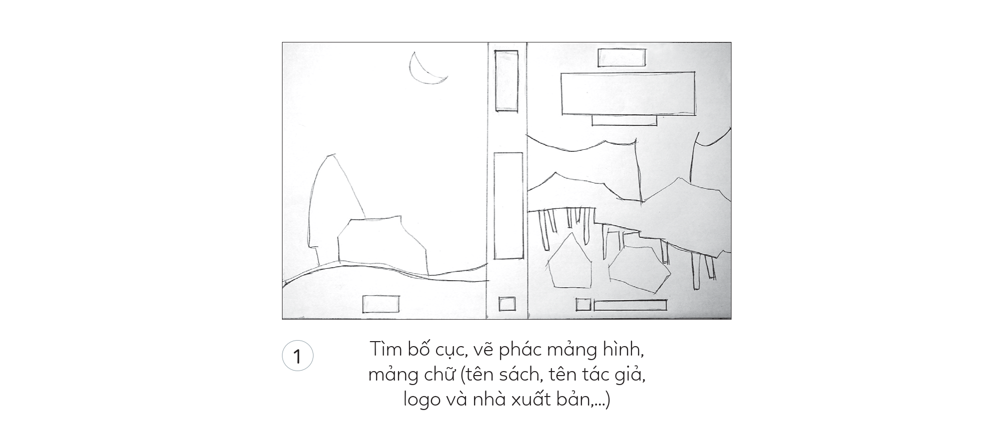 1
Tìm bố cục, vẽ phác mảng hình,
mảng chữ (tên sách, tên tác giả,
logo và nhà xuất bản,...)